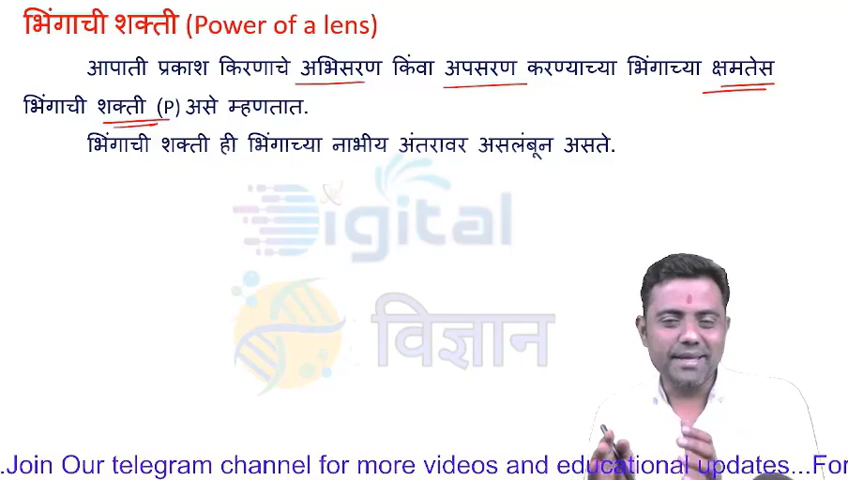 भिंगाची शक्ती (Power of a lens)
आपाती प्रकाश किरणाचे अभिसरण किंवा अपसरण करण्याच्या भिंगाच्या क्षमतेस
भिंगाची शक्ती (P) असे म्हणतात.
भिंगाची शक्ती ही भिंगाच्या नाभीय अंतरावर असलंबून असते.
Digital
विज्ञान
..Join Our telegram channel for more videos and educational updates...For